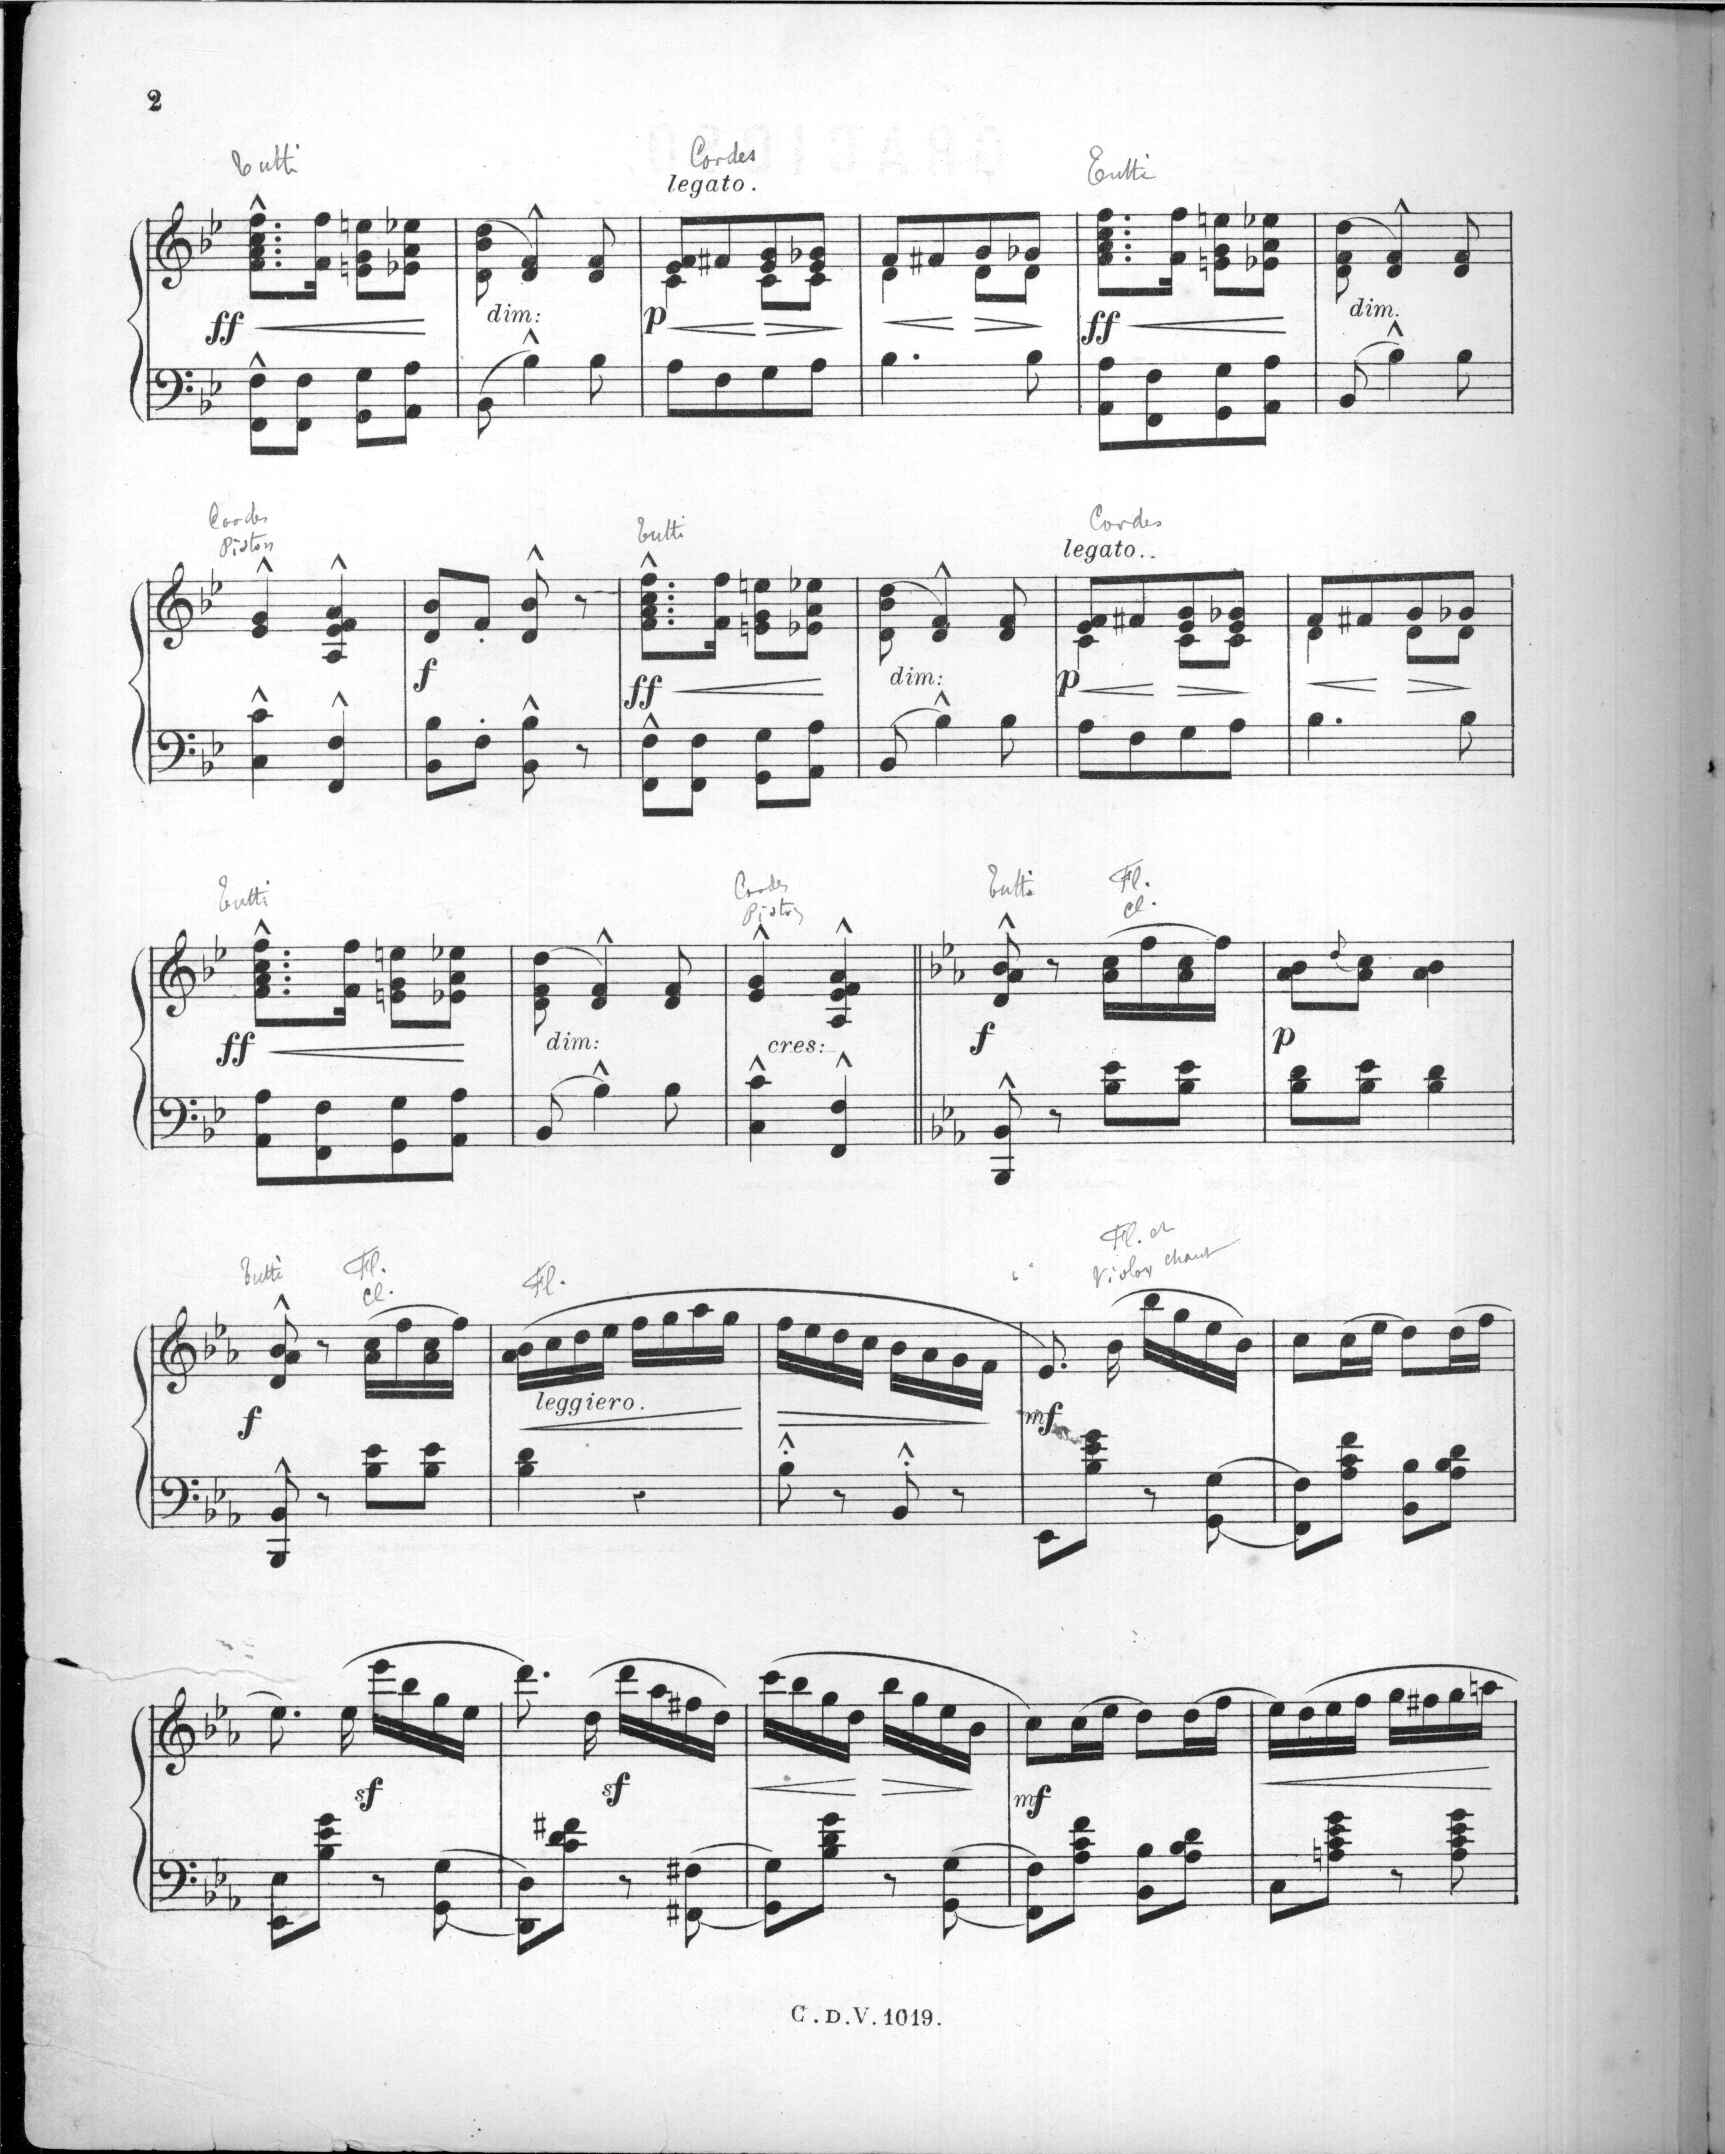 2
Tutti Cordes Tutti
legato.
ff dim: p ff dim.
Cordes Tutti Cordes
Piston legato..
f ff dim: p
Tutti Cordes Tutti Fl.
Piston cl.
ff dim: cres: f p
Tutti Fl. Fl. Fl. et
cl. Violon chant
f leggiero. mf
sf sf mf
C.D.V. 1019.